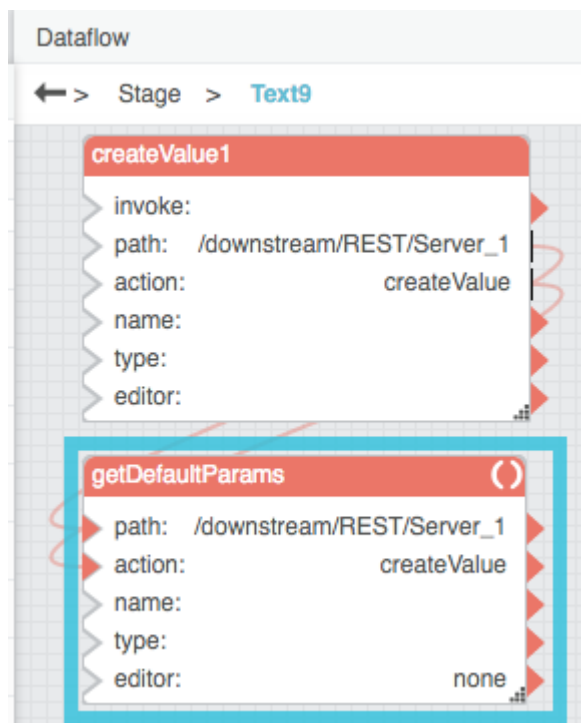 Dataflow
> Stage > Text9
createValue1
invoke:
path: /downstream/REST/Server_1
action: createValue
name:
type:
editor:
getDefaultParams
path: /downstream/REST/Server_1
action: createValue
name:
type:
editor: none